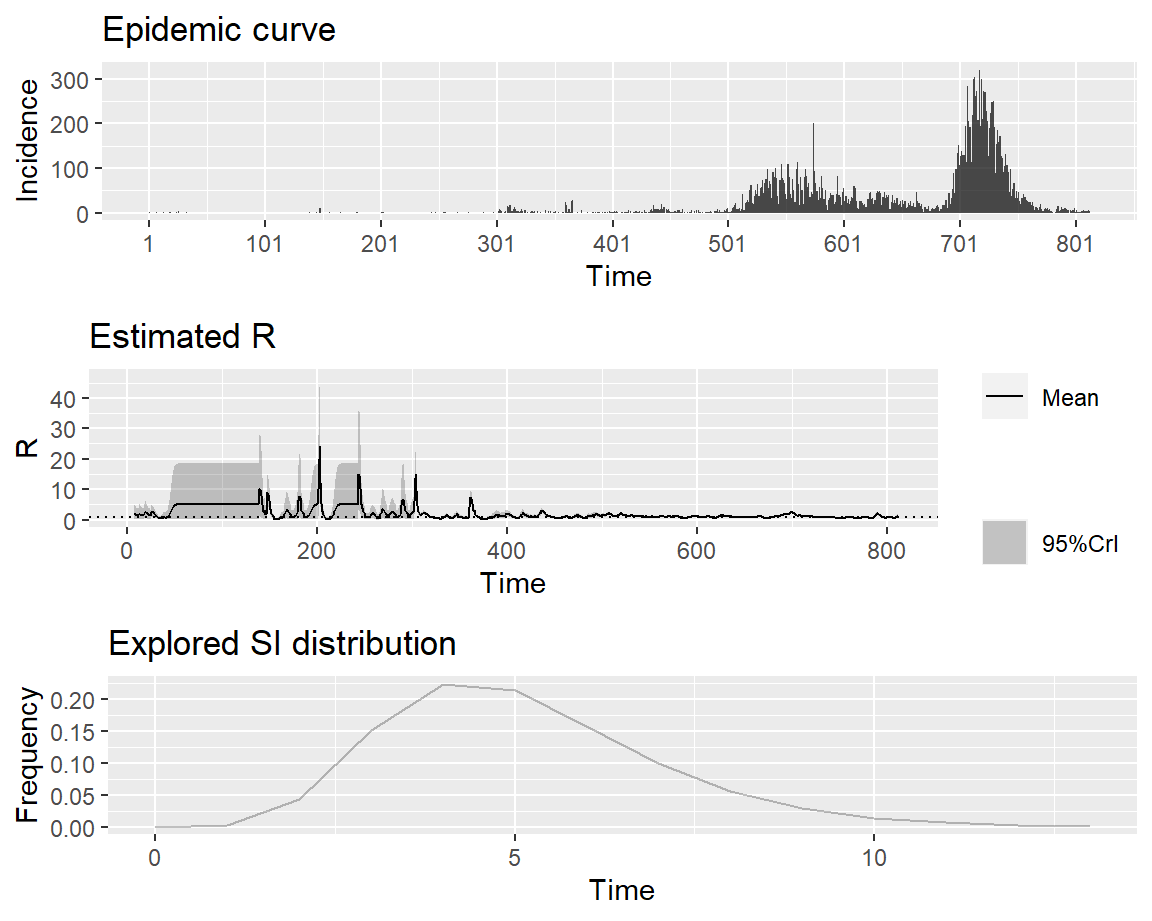 Epidemic curve
Incidence
300
200
100
0
1 101 201 301 401 501 601 701 801
Time
Estimated R
R
40
30
20
10
0
0 200 400 600 800
Time
Mean
95%CrI
Explored SI distribution
Frequency
0.20
0.15
0.10
0.05
0.00
0 5 10
Time